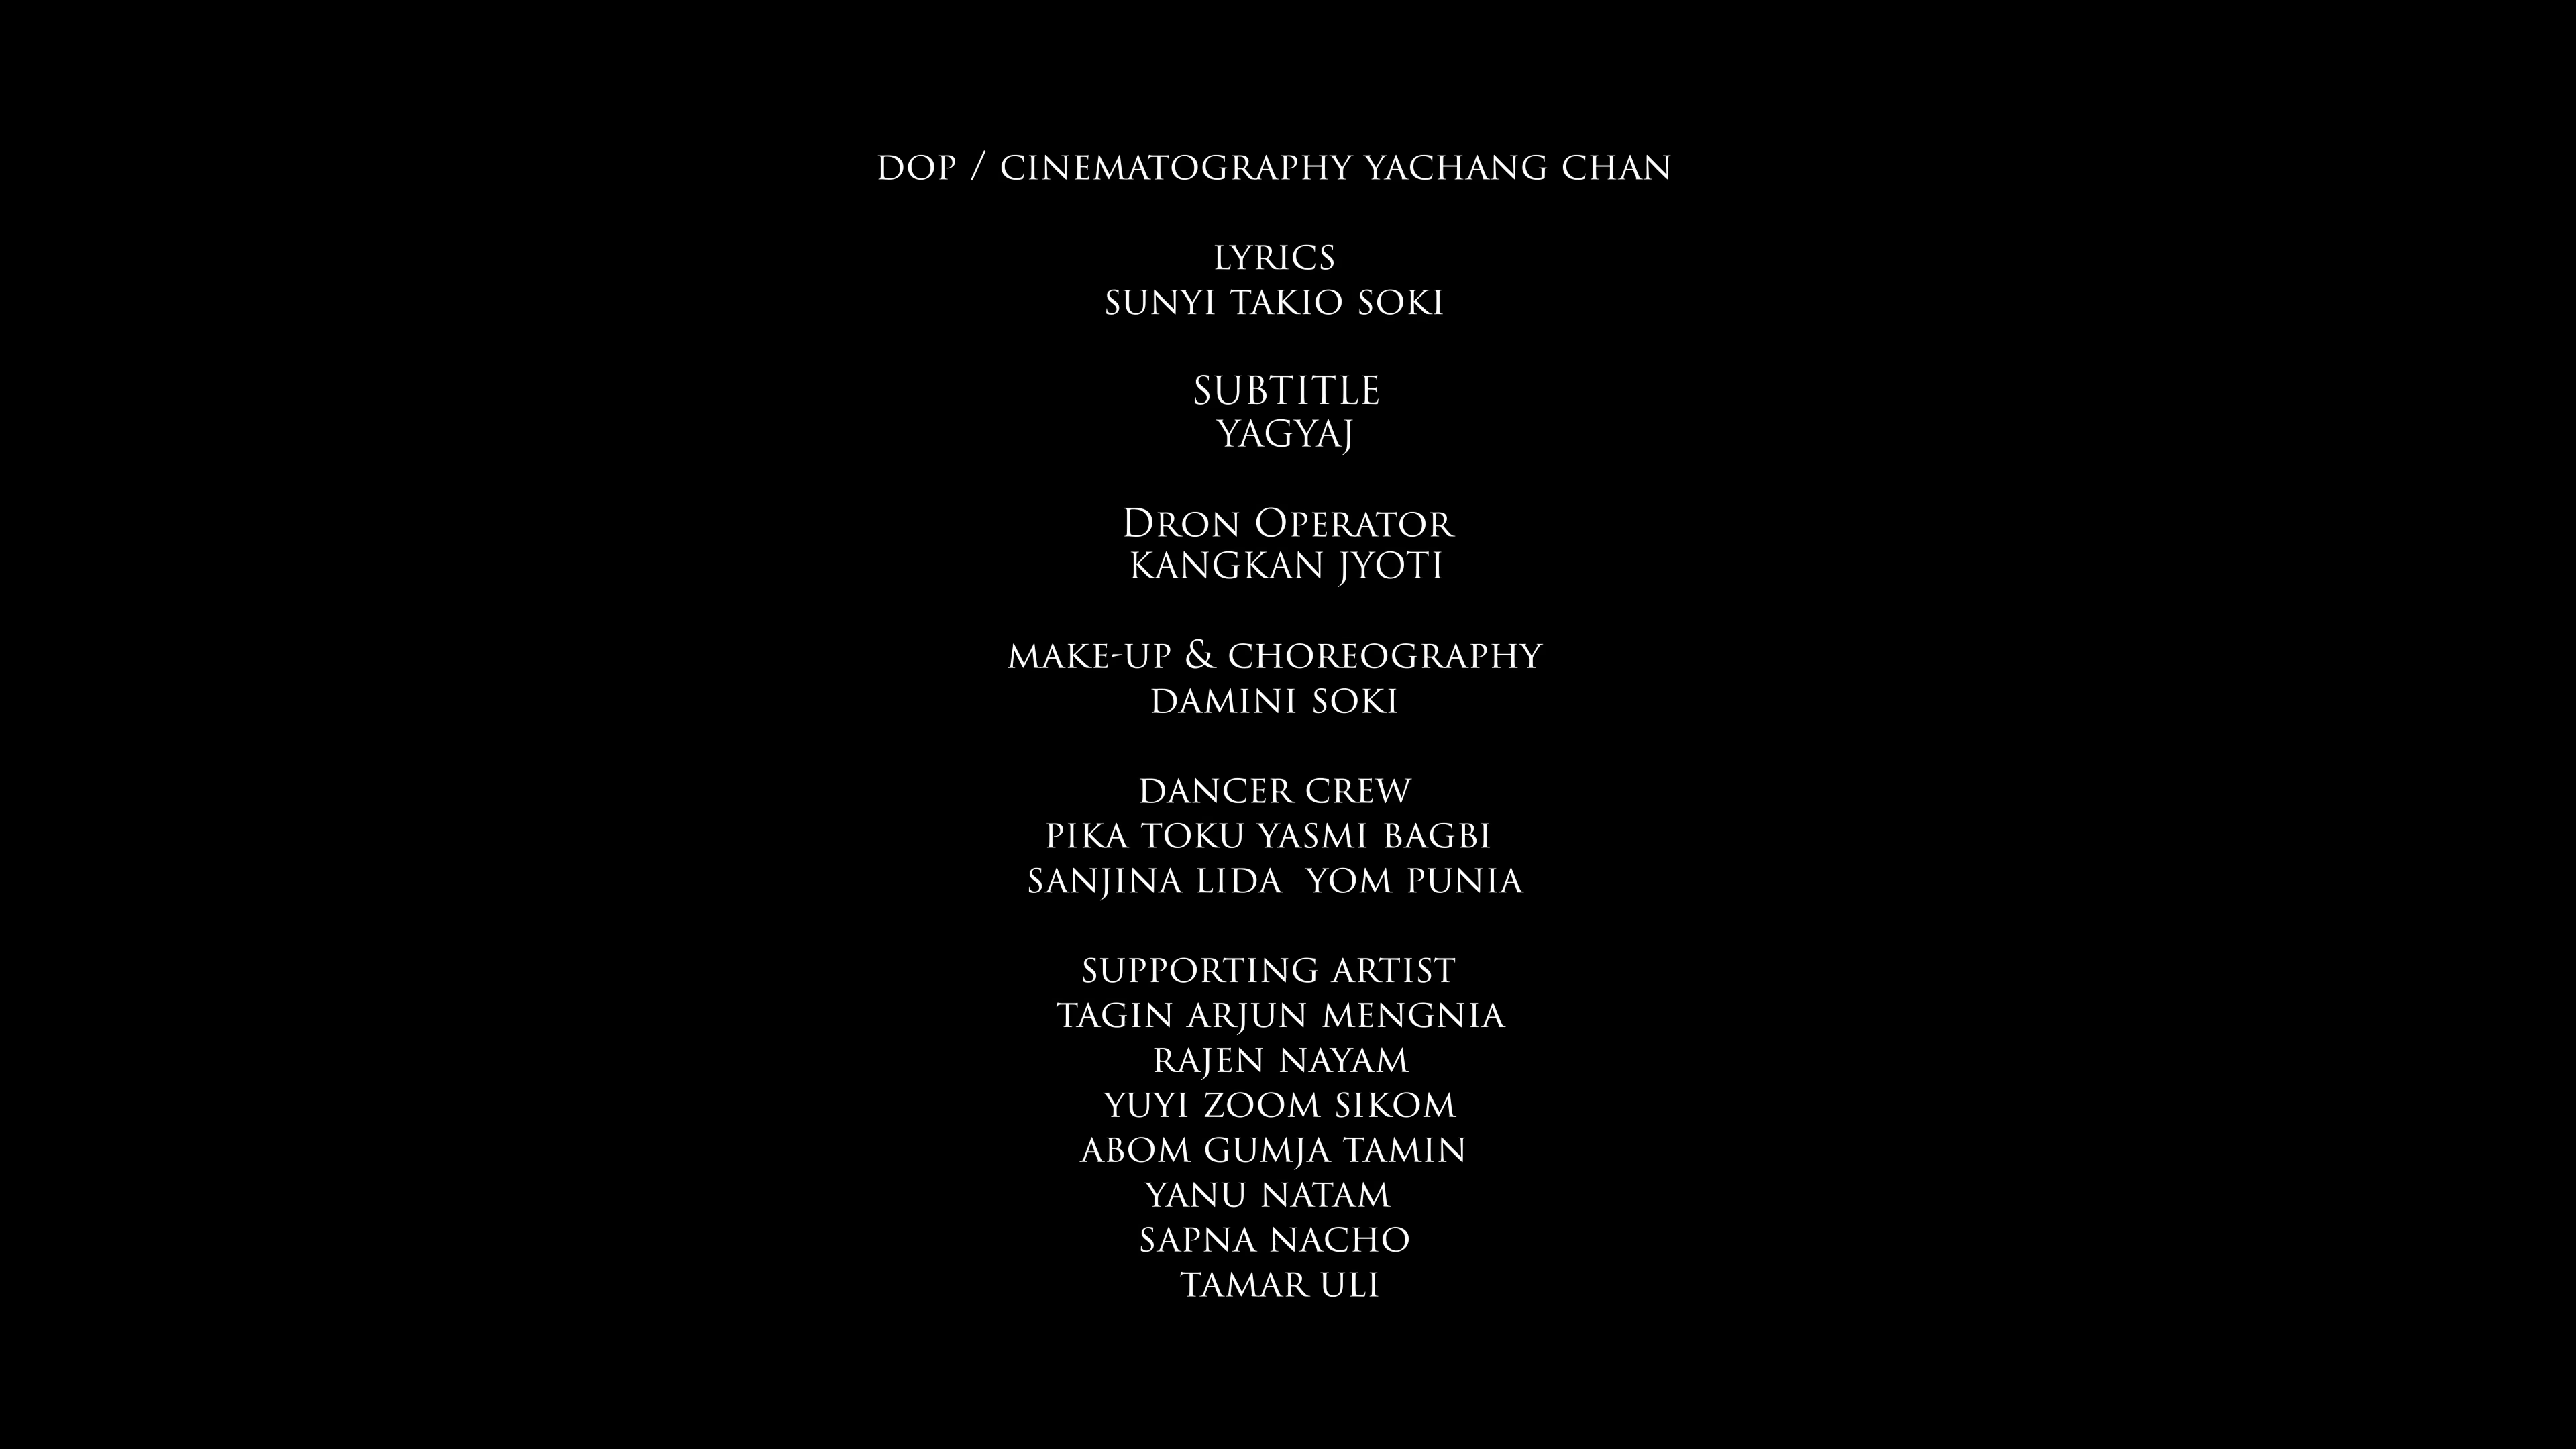 DOP / CINEMATOGRAPHY YACHANG CHAN
LYRICS
SUNYI TAKIO SOKI
SUBTITLE
YAGYAJ
Dron Operator
KANGKAN JYOTI
MAKE-UP & CHOREOGRAPHY
DAMINI SOKI
DANCER CREW
PIKA TOKU YASMI BAGBI
SANJINA LIDA  YOM PUNIA
SUPPORTING ARTIST
TAGIN ARJUN MENGNIA
RAJEN NAYAM
YUYI ZOOM SIKOM
ABOM GUMJA TAMIN
YANU NATAM
SAPNA NACHO
TAMAR ULI